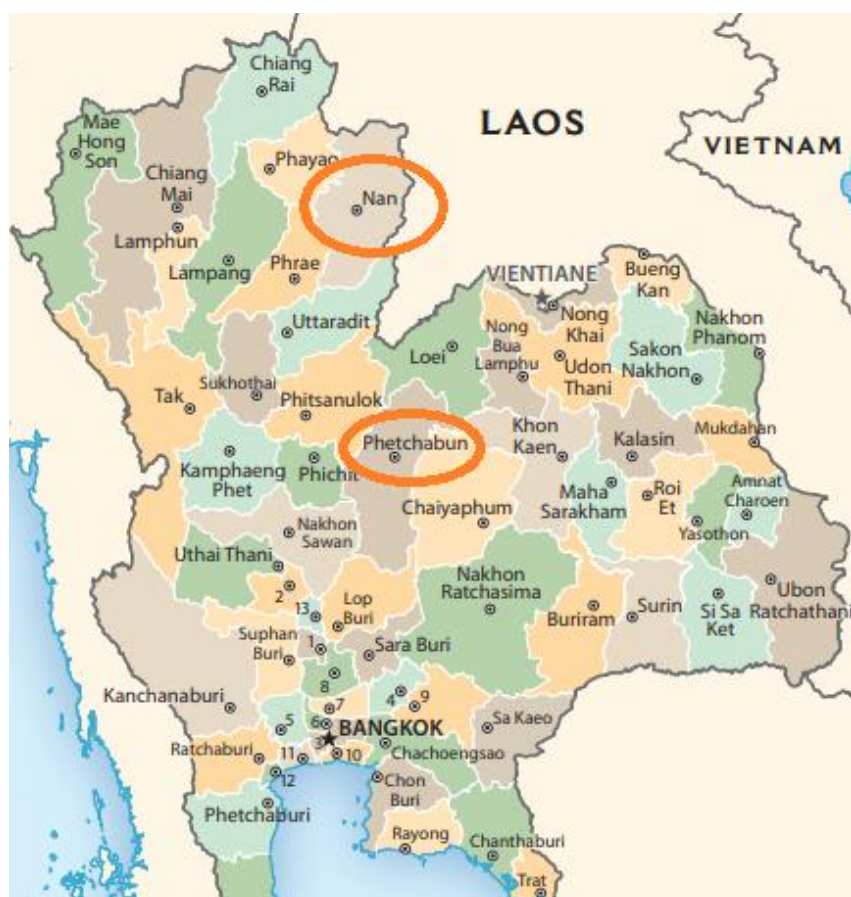 Chiang
Rai
Mae
Hong
Son
LAOS
VIETNAM
Phayao
Chiang
Mai
Nan
Lamphun
Lampang
Phrae
VIENTIANE
Bueng
Kan
Uttaradit
Nong
Khai
Nakhon
Phanom
Loei
Nong
Bua
Lamphu
Udon
Thani
Sakon
Nakhon
Tak
Sukhothai
Phitsanulok
Phetchabun
Khon
Kaen
Kalasin
Mukdahan
Kamphaeng
Phet
Phichit
Maha
Sarakham
Roi
Et
Amnat
Charoen
Chaiyaphum
Yasothon
Nakhon
Sawan
Uthai Thani
Nakhon
Ratchasima
2
13
Lop
Buri
Buriram
Surin
Si Sa
Ket
Ubon
Ratchathani
Suphan
Buri
1
Sara Buri
8
Kanchanaburi
4
9
7
5
6
BANGKOK
Sa Kaeo
3
Ratchaburi
11
10
Chachoengsao
12
Chon
Buri
Phetchaburi
Rayong
Chanthaburi
Trat